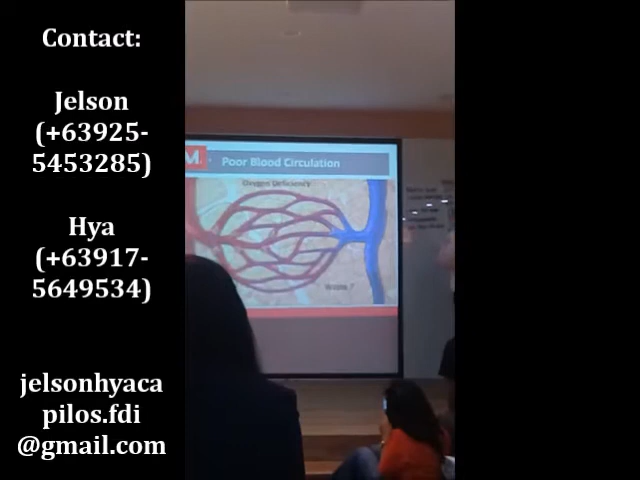 Contact:
Jelson
(+63925-
5453285)
Hya
(+63917-
5649534)
jelsonhyaca
pilos.fdi
@gmail.com
M.
Poor Blood Circulation
Oxygen Deficiency